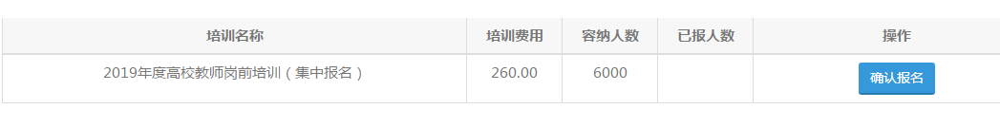 培训名称 培训费用 容纳人数 已报人数 操作
2019年度高校教师岗前培训（集中报名） 260.00 6000 确认报名